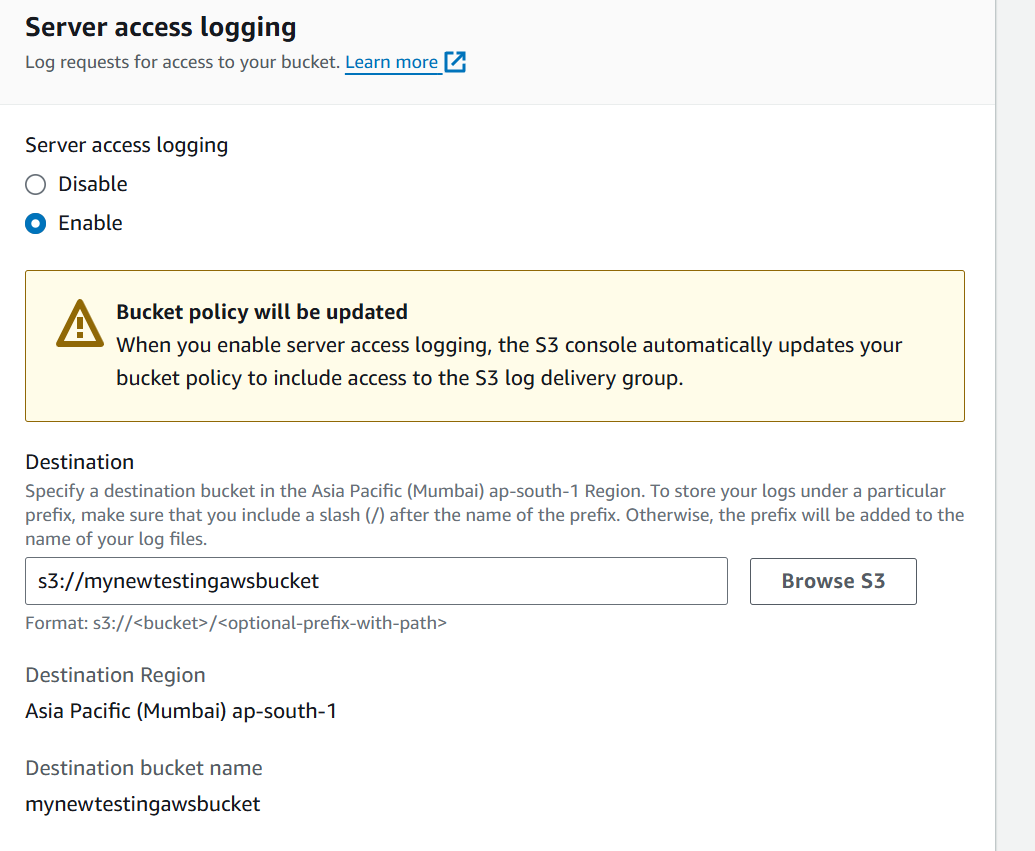 Server access logging
Log requests for access to your bucket. Learn more
Server access logging
Disable
Enable
Bucket policy will be updated
When you enable server access logging, the S3 console automatically updates your
bucket policy to include access to the S3 log delivery group.
Destination
Specify a destination bucket in the Asia Pacific (Mumbai) ap-south-1 Region. To store your logs under a particular
prefix, make sure that you include a slash (/) after the name of the prefix. Otherwise, the prefix will be added to the
name of your log files.
s3://mynewtestingawsbucket
Browse S3
Format: s3://<bucket>/<optional-prefix-with-path>
Destination Region
Asia Pacific (Mumbai) ap-south-1
Destination bucket name
mynewtestingawsbucket